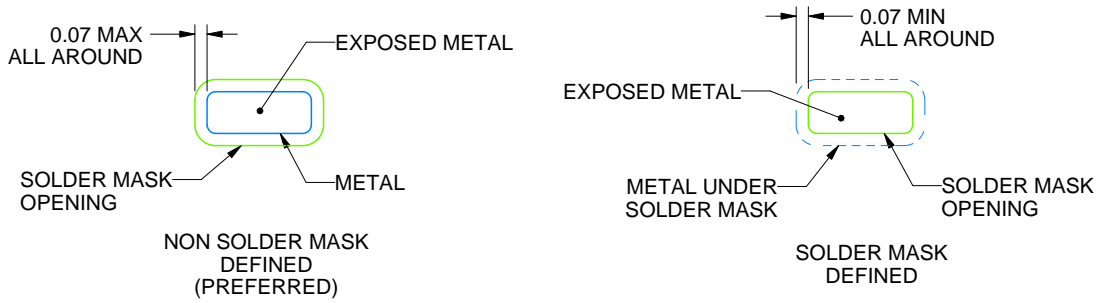 0.07 MAX
ALL AROUND
EXPOSED METAL
SOLDER MASK
OPENING
METAL
NON SOLDER MASK
DEFINED
(PREFERRED)
0.07 MIN
ALL AROUND
EXPOSED METAL
METAL UNDER
SOLDER MASK
SOLDER MASK
OPENING
SOLDER MASK
DEFINED